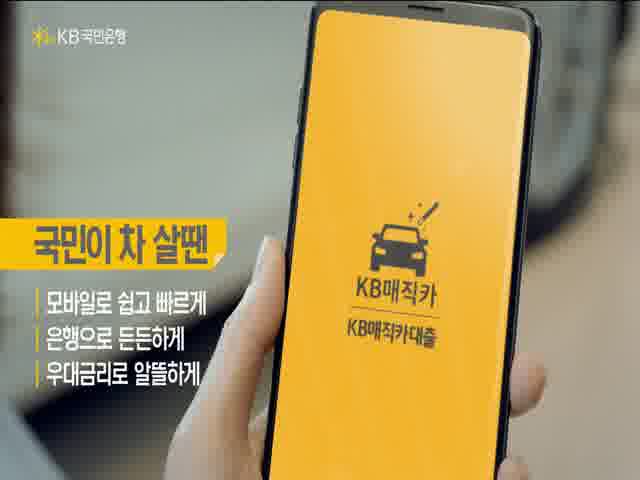 KB국민은행
국민이 차 살땐
모바일로 쉽고 빠르게
은행으로 든든하게
우대금리로 알뜰하게
KB매직카
KB매직카대출